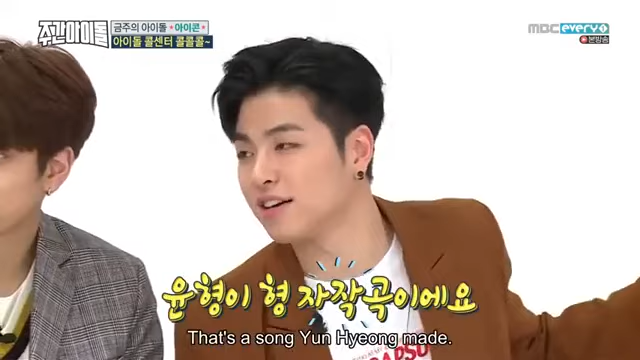 주간아이돌
금주의 아이돌 *아이콘*
아이돌 콜센터 콜콜콜~
MBC every1
본방송
윤형이 형 자작곡이에요
That's a song Yun Hyeong made.